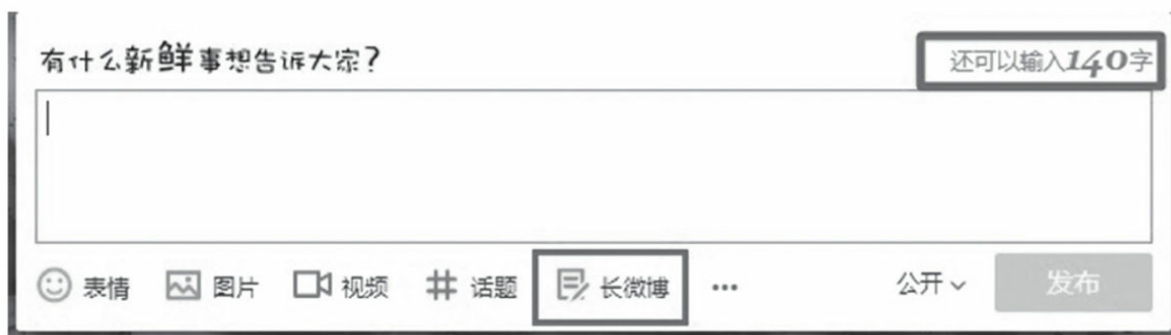 有什么新鲜事想告诉大家? 还可以输入140字
表情 图片 视频 话题 长微博 ... 公开 发布